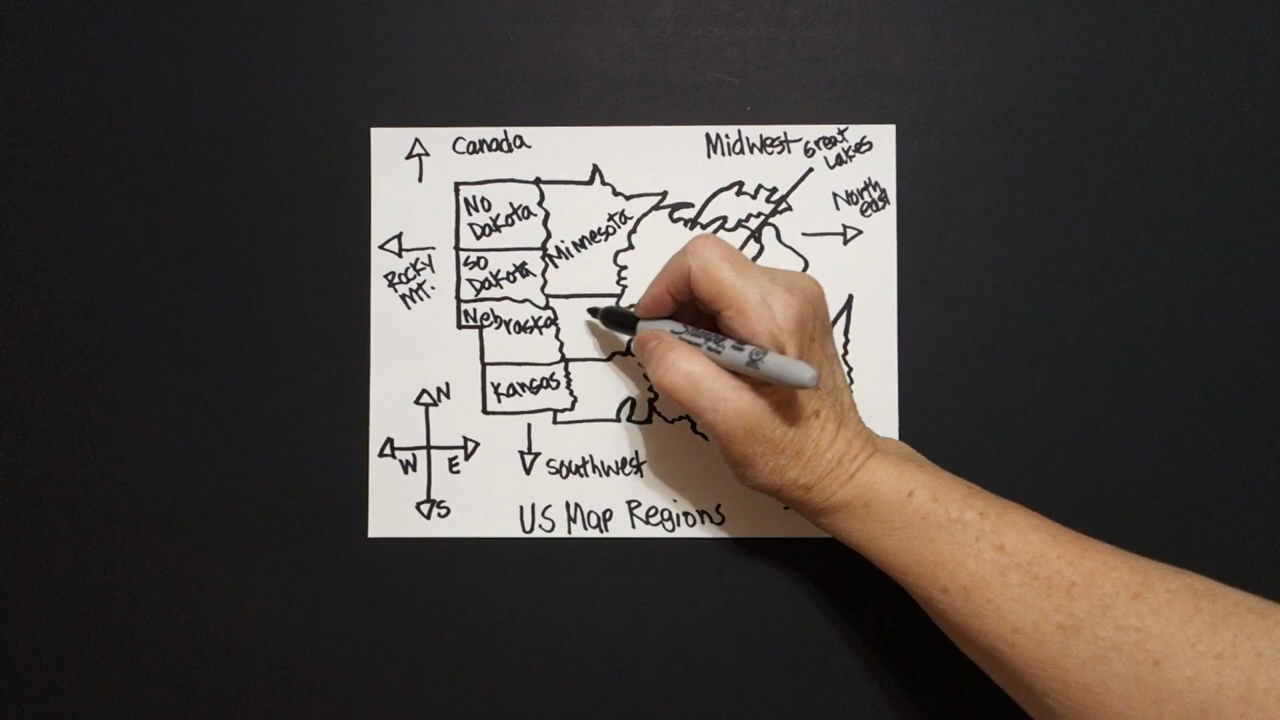 Canada
Midwest
Great
Lakes
North
east
No
Dakota
Minnesota
Rocky
Mt.
So
Dakota
Nebraska
Kansas
N
W
E
S
southwest
US Map Regions
Sharpie